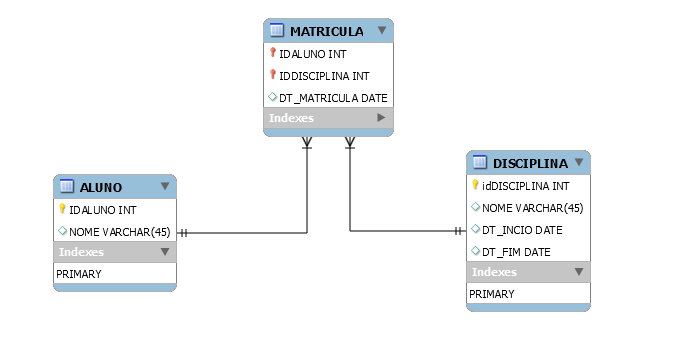 MATRICULA
IDALUNO INT
IDDISCIPLINA INT
DT_MATRICULA DATE
Indexes
ALUNO
IDALUNO INT
NOME VARCHAR(45)
Indexes
PRIMARY
DISCIPLINA
idDISCIPLINA INT
NOME VARCHAR(45)
DT_INCIO DATE
DT_FIM DATE
Indexes
PRIMARY